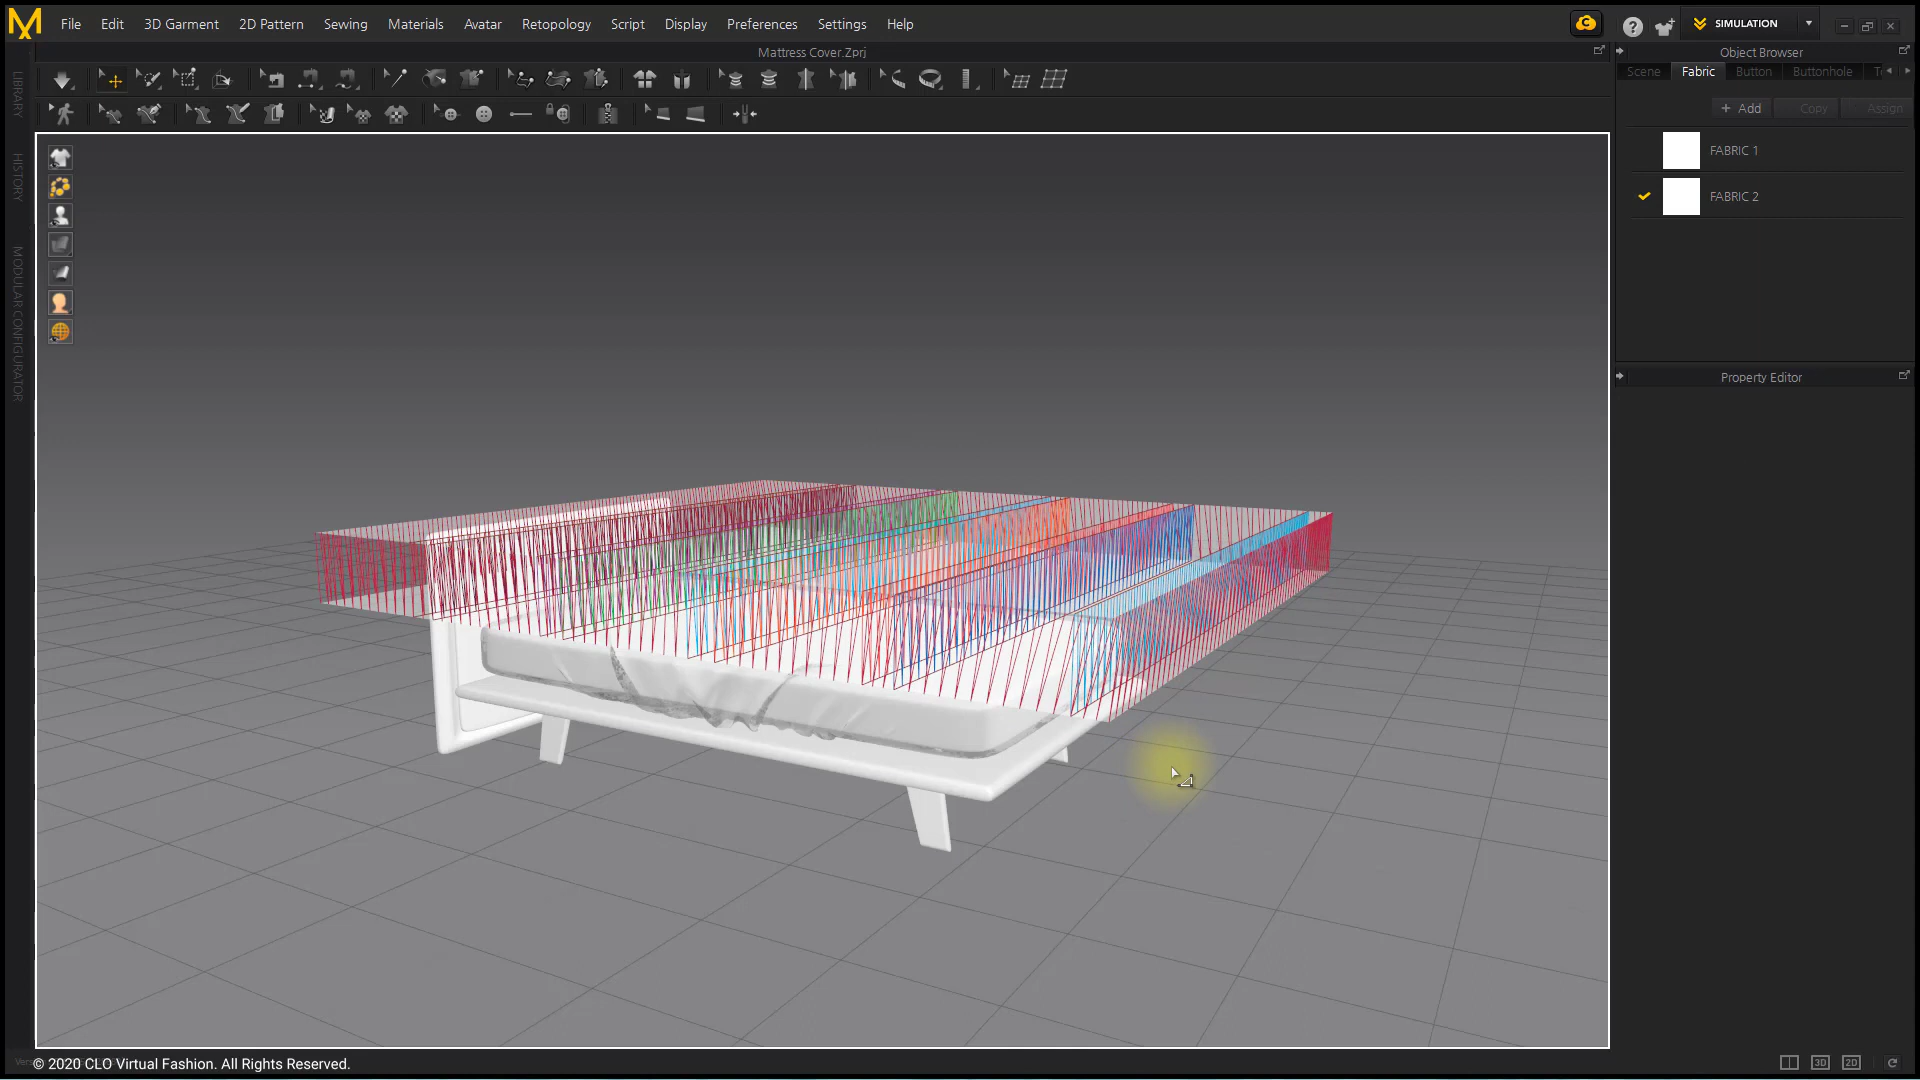 File Edit 3D Garment 2D Pattern Sewing Materials Avatar Retopology Script Display Preferences Settings Help
SIMULATION
Mattress Cover.Zprj
Object Browser
Scene Fabric Button Buttonhole
+ Add Copy Assign
FABRIC 1
FABRIC 2
Property Editor
LIBRARY
HISTORY
MODULAR CONFIGURATOR
© 2020 CLO Virtual Fashion. All Rights Reserved.
3D 2D